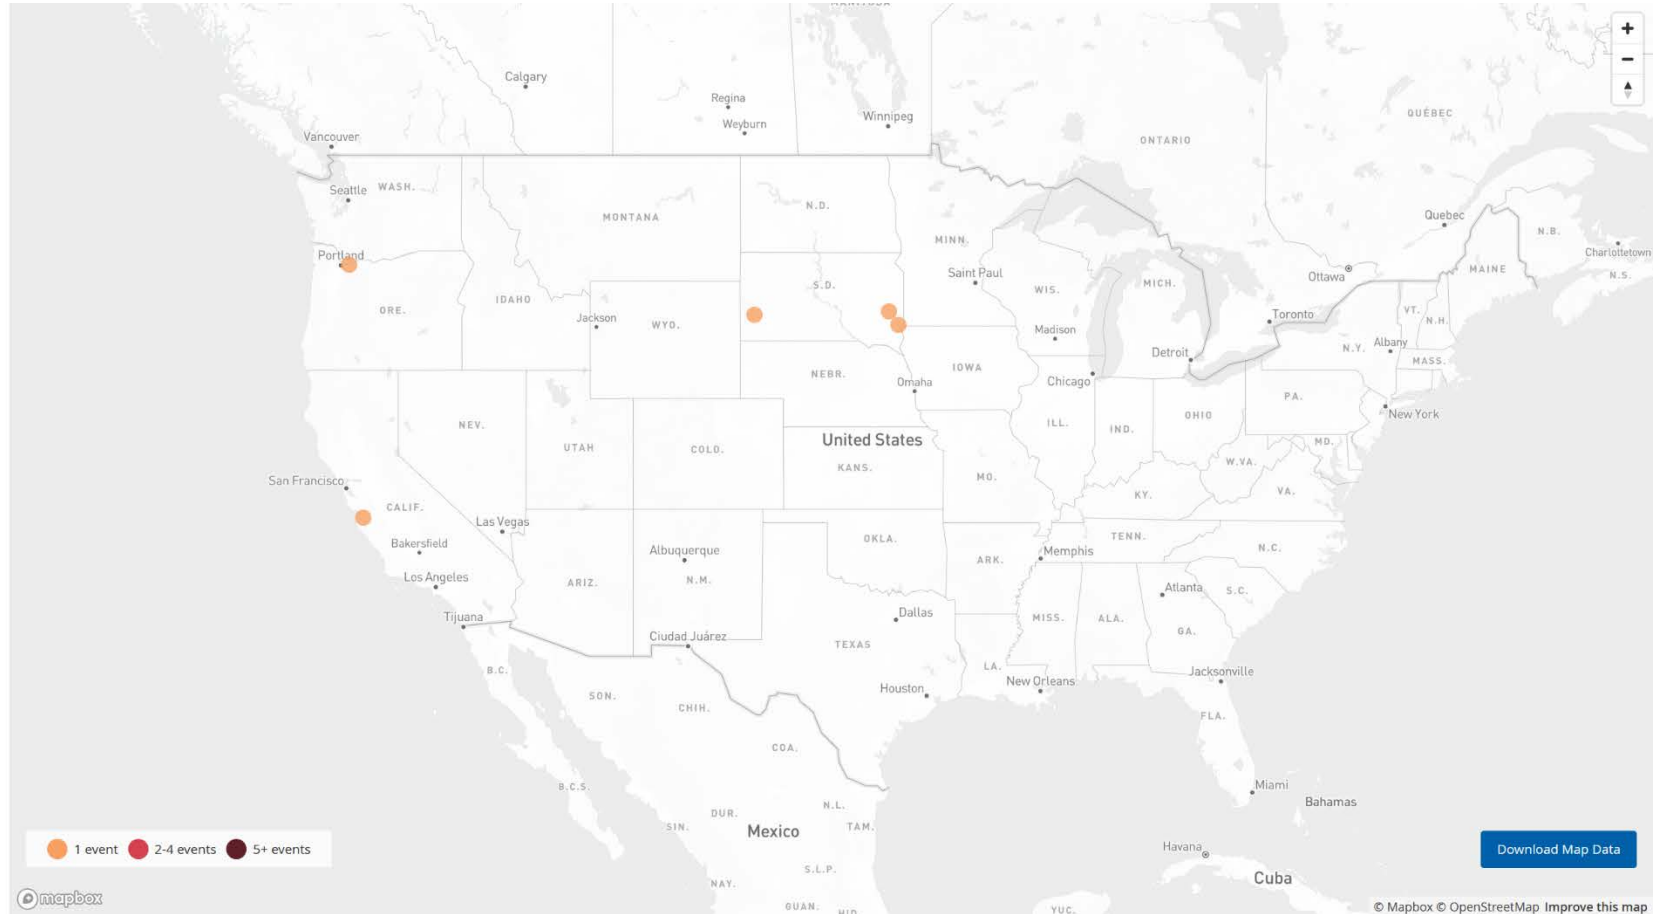 MANITOBA
Calgary
Regina
Weyburn
Winnipeg
QUÉBEC
ONTARIO
Vancouver
Seattle
WASH.
MONTANA
N.D.
MINN.
Quebec
N.B.
Charlottetown
N.S.
Portland
Saint Paul
Ottawa
MAINE
S.D.
WIS.
MICH.
ORE.
IDAHO
Jackson
WYO.
Madison
Toronto
VT.
N.H.
Albany
N.Y.
MASS.
Detroit
IOWA
NEBR.
Omaha
Chicago
PA.
New York
OHIO
NEV.
UTAH
COLO.
United States
KANS.
ILL.
IND.
MD.
W.VA.
MO.
San Francisco
CALIF.
KY.
VA.
Las Vegas
Bakersfield
OKLA.
TENN.
N.C.
Albuquerque
Memphis
ARK.
Los Angeles
ARIZ.
N.M.
Atlanta
S.C.
Tijuana
Dallas
MISS.
ALA.
GA.
Ciudad Juárez
TEXAS
B.C.
LA.
Jacksonville
New Orleans
Houston
SON.
CHIH.
FLA.
COA.
B.C.S.
Miami
Bahamas
DUR.
N.L.
SIN.
Mexico
TAM.
1 event
2-4 events
5+ events
Havana
Download Map Data
S.L.P.
NAY.
Cuba
mapbox
GUAN.
HID.
YUC.
© Mapbox © OpenStreetMap Improve this map